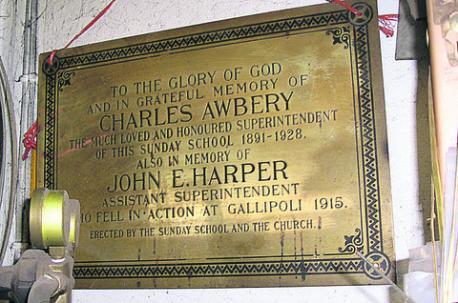 TO THE GLORY OF GOD
AND IN GRATEFUL MEMORY OF
CHARLES AWBERY
THE MUCH LOVED AND HONOURED SUPERINTENDENT
OF THIS SUNDAY SCHOOL 1891-1928.
ALSO IN MEMORY OF
JOHN E. HARPER
ASSISTANT SUPERINTENDENT
HO FELL IN ACTION AT GALLIPOLI 1915.
ERECTED BY THE SUNDAY SCHOOL AND THE CHURCH.